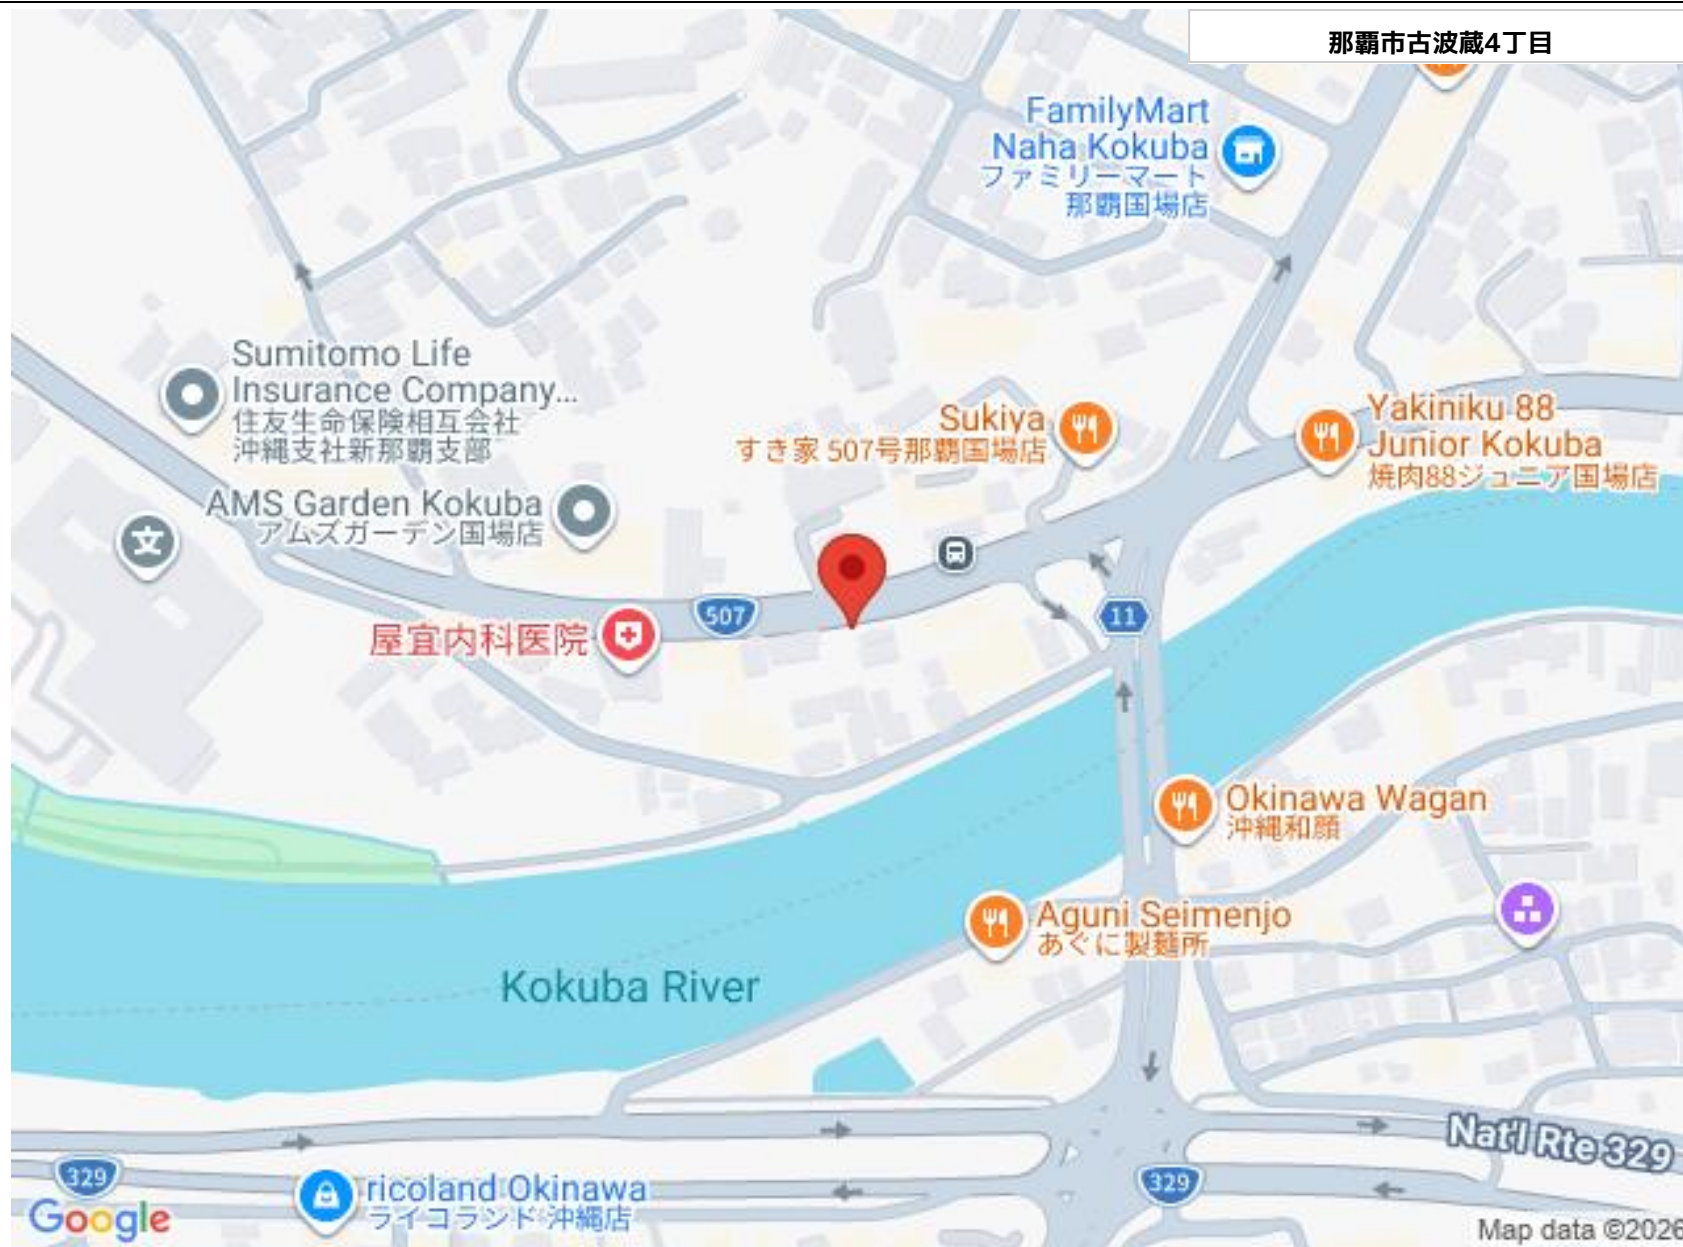 那覇市古波蔵4丁目
FamilyMart
Naha Kokuba
ファミリーマート
那覇国場店
Sumitomo Life
Insurance Company...
住友生命保険相互会社
沖縄支社新那覇支部
Sukiya
すき家 507号那覇国場店
Yakiniku 88
Junior Kokuba
焼肉88ジュニア国場店
AMS Garden Kokuba
アムズガーデン国場店
文
507
11
屋宜内科医院
Okinawa Wagan
沖縄和顔
Aguni Seimenjo
あぐに製麺所
Kokuba River
Nat'l Rte 329
329
329
ricoland Okinawa
ライコランド 沖縄店
Google
Map data ©2026